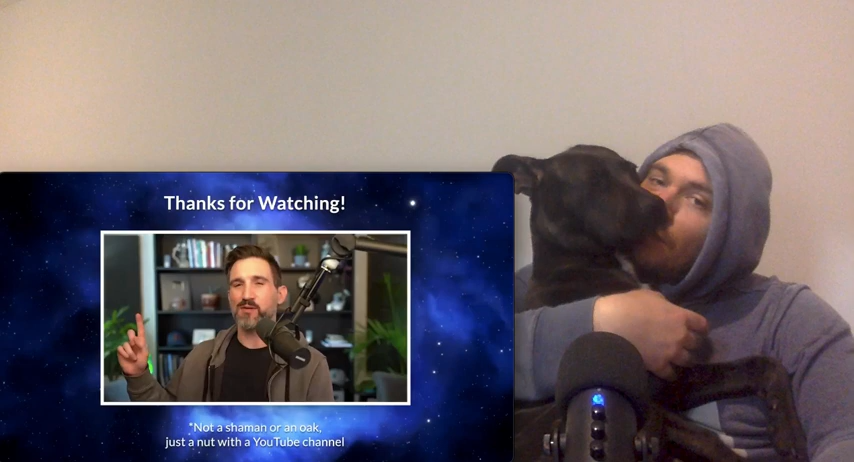 Thanks for Watching!
*Not a shaman or an oak,
just a nut with a YouTube channel